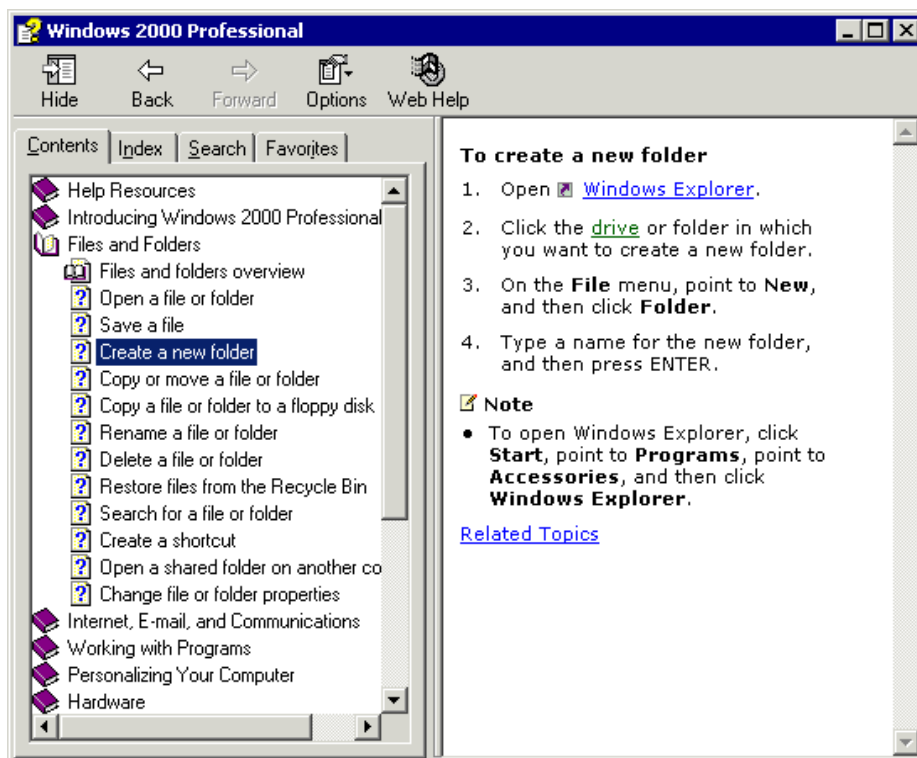 Windows 2000 Professional
Hide Back Forward Options Web Help
Contents Index Search Favorites
Help Resources
Introducing Windows 2000 Professional
Files and Folders
Files and folders overview
Open a file or folder
Save a file
Create a new folder
Copy or move a file or folder
Copy a file or folder to a floppy disk
Rename a file or folder
Delete a file or folder
Restore files from the Recycle Bin
Search for a file or folder
Create a shortcut
Open a shared folder on another co
Change file or folder properties
Internet, E-mail, and Communications
Working with Programs
Personalizing Your Computer
Hardware
To create a new folder
1. Open Windows Explorer.
2. Click the drive or folder in which
you want to create a new folder.
3. On the File menu, point to New,
and then click Folder.
4. Type a name for the new folder,
and then press ENTER.
Note
• To open Windows Explorer, click
Start, point to Programs, point to
Accessories, and then click
Windows Explorer.
Related Topics